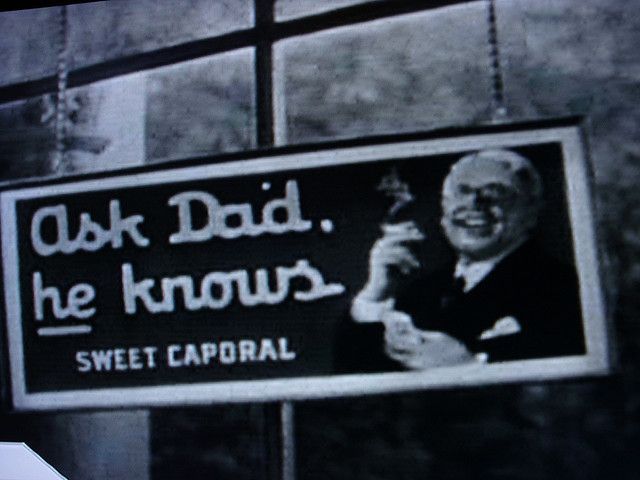 Ask Dad.
he knows
SWEET CAPORAL